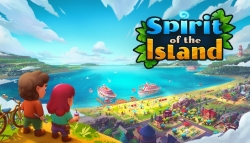 Spirit
of the
Island